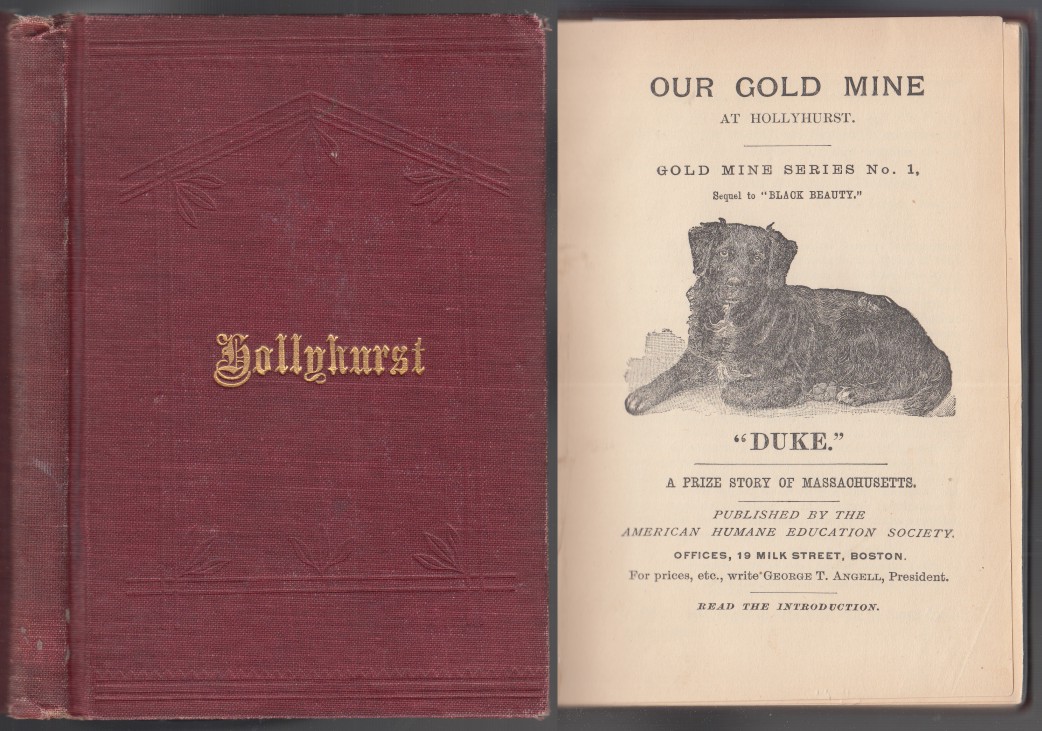 Hollyhurst
OUR GOLD MINE
AT HOLLYHURST.
GOLD MINE SERIES No. 1,
Sequel to "BLACK BEAUTY."
"DUKE."
A PRIZE STORY OF MASSACHUSETTS.
PUBLISHED BY THE
AMERICAN HUMANE EDUCATION SOCIETY.
OFFICES, 19 MILK STREET, BOSTON.
For prices, etc., write GEORGE T. ANGELL, President.
READ THE INTRODUCTION.